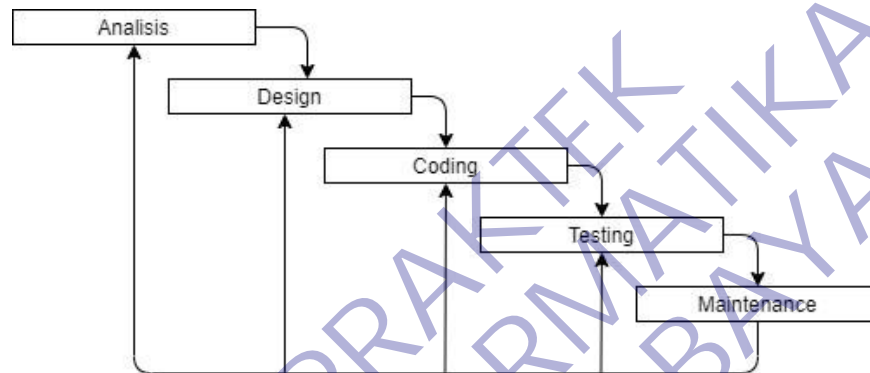 Analisis
Design
Coding
Testing
Maintenance
PRAKTEK